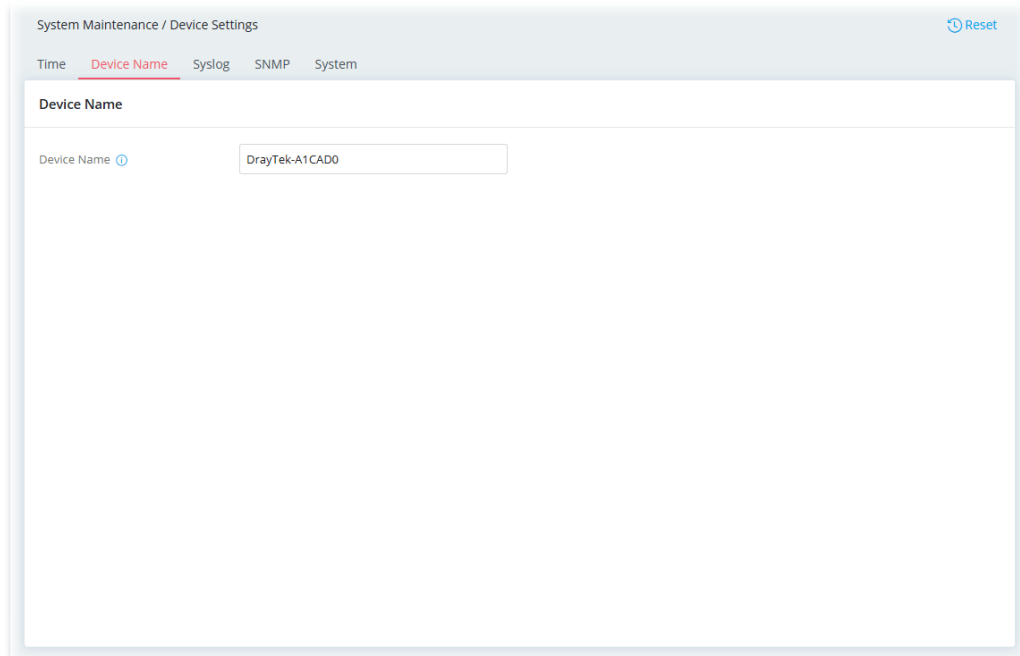 System Maintenance / Device Settings
Reset
Time Device Name Syslog SNMP System
Device Name
Device Name
DrayTek-A1CAD0